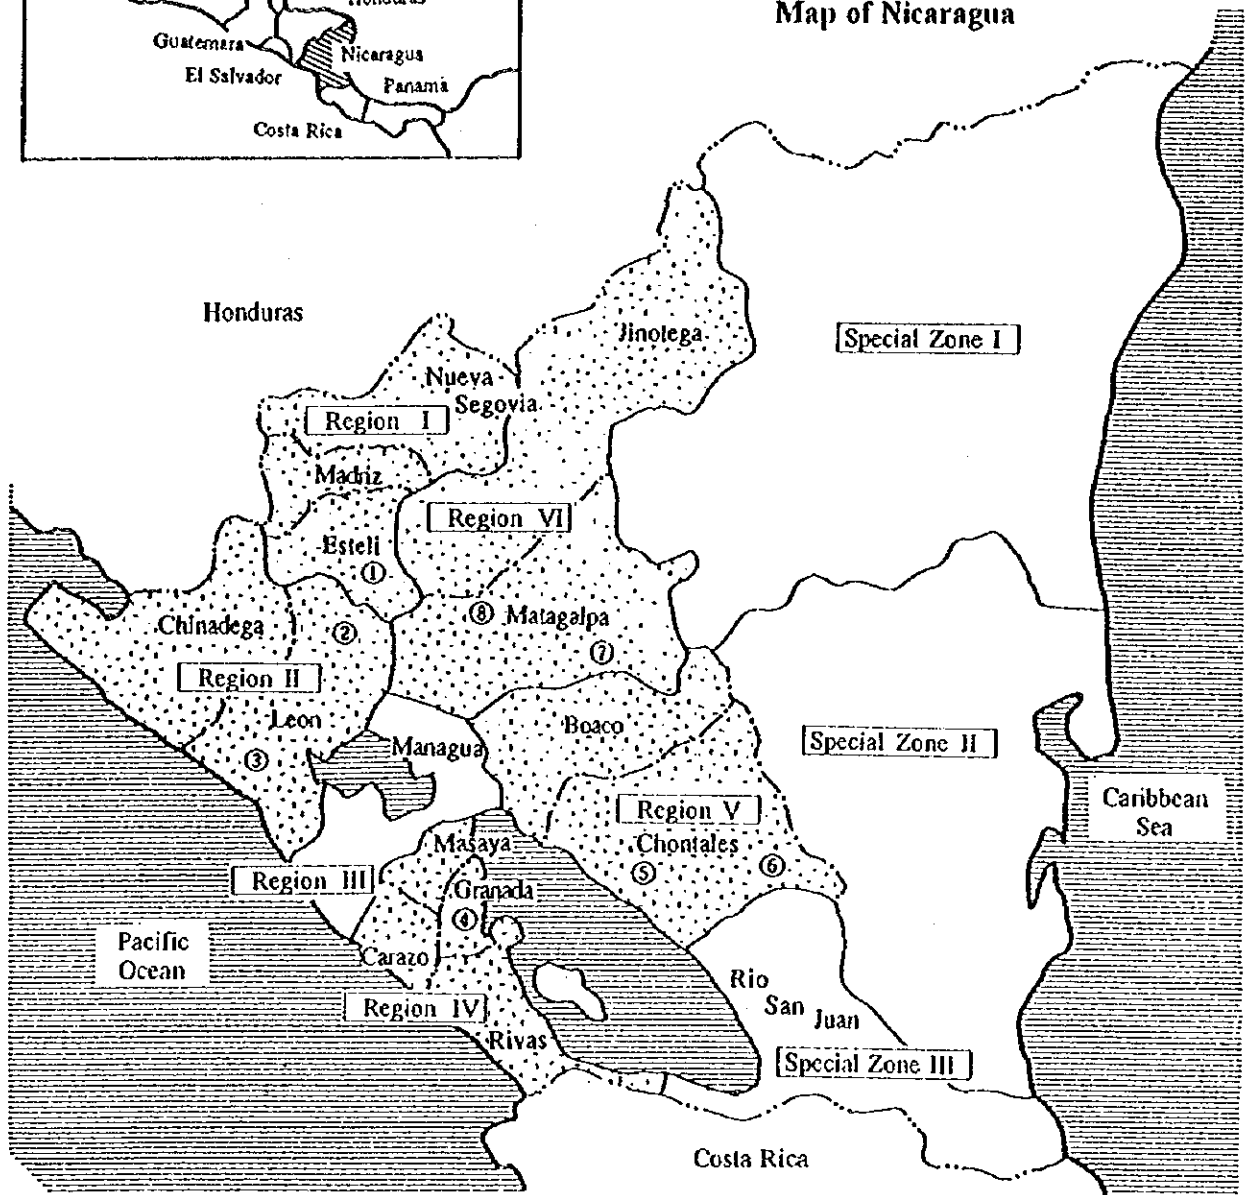 Honduras
Guatemara
Nicaragua
El Salvador
Panamá
Costa Rica
Map of Nicaragua
Honduras
Jinotega
Special Zone I
Nueva
Segovia
Region I
Madriz
Region VI
Esteli
①
Chinadega
②
⑧ Matagalpa
⑦
Region II
Leon
Boaco
Managua
Special Zone II
③
Region V
Caribbean
Sea
Masaya
Chontales
⑤
⑥
Region III
Granada
④
Pacific
Ocean
Carazo
Rio
San
Juan
Region IV
Rivas
Special Zone III
Costa Rica